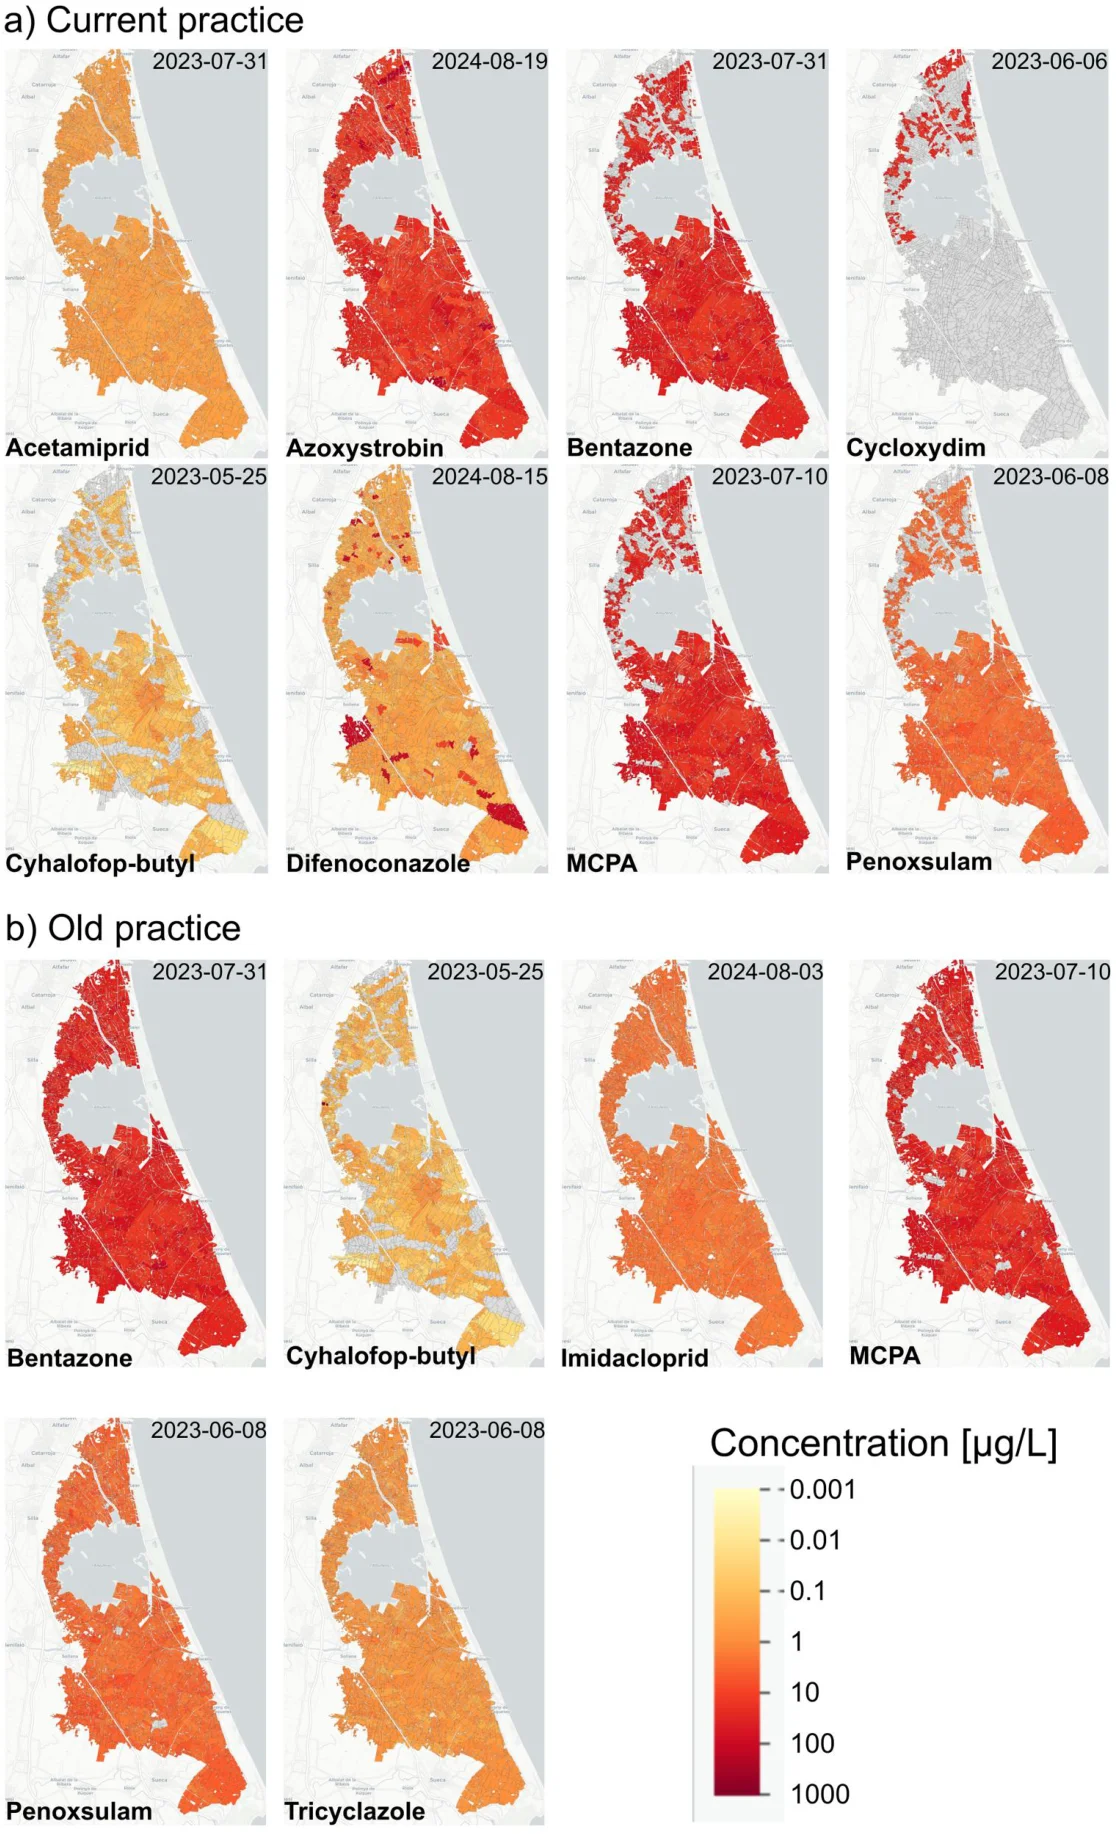 a) Current practice
2023-07-31
2024-08-19
2023-07-31
2023-06-06
Acetamiprid
Azoxystrobin
Bentazone
Cycloxydim
2023-05-25
2024-08-15
2023-07-10
2023-06-08
Cyhalofop-butyl
Difenoconazole
MCPA
Penoxsulam
b) Old practice
2023-07-31
2023-05-25
2024-08-03
2023-07-10
Bentazone
Cyhalofop-butyl
Imidacloprid
MCPA
2023-06-08
2023-06-08
Penoxsulam
Tricyclazole
Concentration [µg/L]
0.001
0.01
0.1
1
10
100
1000